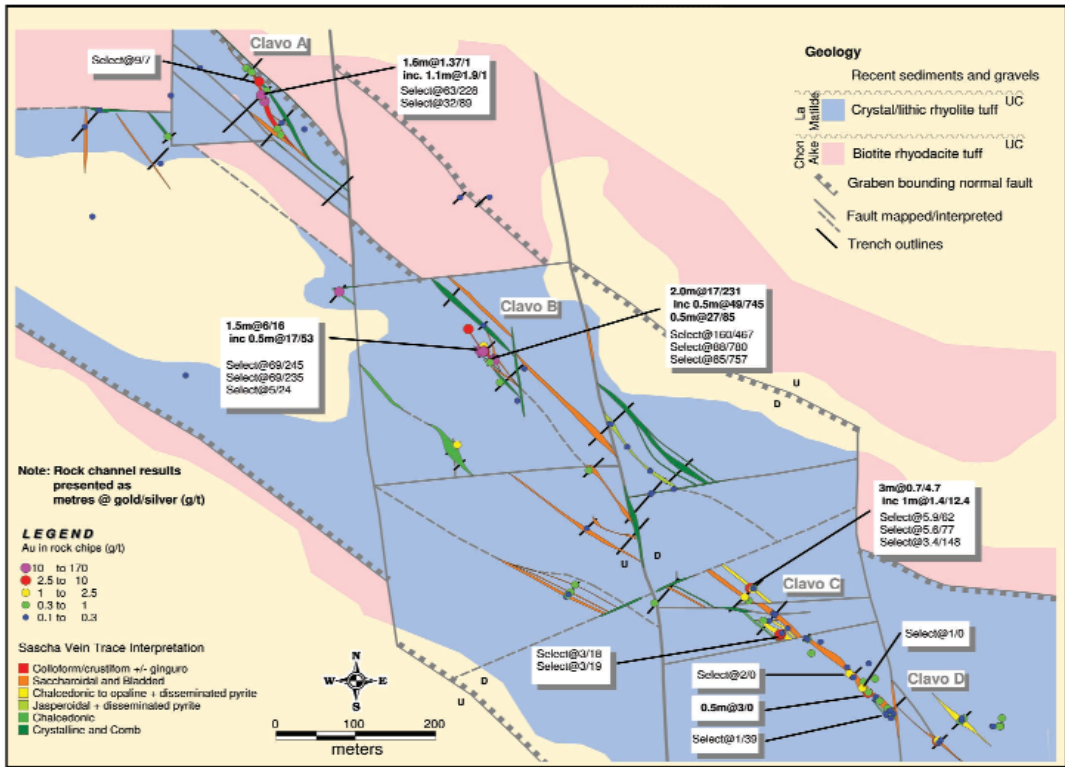 Clavo A
Select@9/7
1.6m@1.37/1
inc. 1.1m@1.9/1
Select@63/228
Select@32/89
Geology
Recent sediments and gravels
La Matilde
UC
Crystal/lithic rhyolite tuff
Chon Aike
UC
Biotite rhyodacite tuff
Graben bounding normal fault
Fault mapped/interpreted
Trench outlines
Clavo B
2.0m@17/231
inc 0.5m@49/745
0.5m@27/85
Select@160/467
Select@88/780
Select@85/757
1.5m@6/16
inc 0.5m@17/53
Select@69/245
Select@69/235
Select@5/24
U
D
Note: Rock channel results
presented as
metres @ gold/silver (g/t)
3m@0.7/4.7
inc 1m@1.4/12.4
Select@5.9/62
Select@5.6/77
Select@3.4/148
LEGEND
Au in rock chips (g/t)
10 to 170
2.5 to 10
1 to 2.5
0.3 to 1
0.1 to 0.3
D
U
Clavo C
Select@1/0
Select@3/18
Select@3/19
Select@2/0
Clavo D
0.5m@3/0
Select@1/39
Sascha Vein Trace Interpretation
Colloform/crustifom +/- ginguro
Saccharoidal and Bladed
Chalcedonic to opaline + disseminated pyrite
Jasperoidal + disseminated pyrite
Chalcedonic
Crystalline and Comb
N
W E
S
D
U
0 100 200
meters